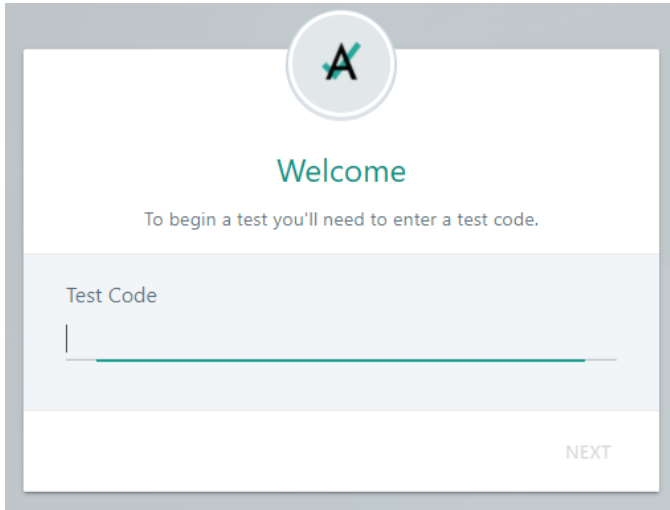 A
Welcome
To begin a test you'll need to enter a test code.
Test Code
NEXT